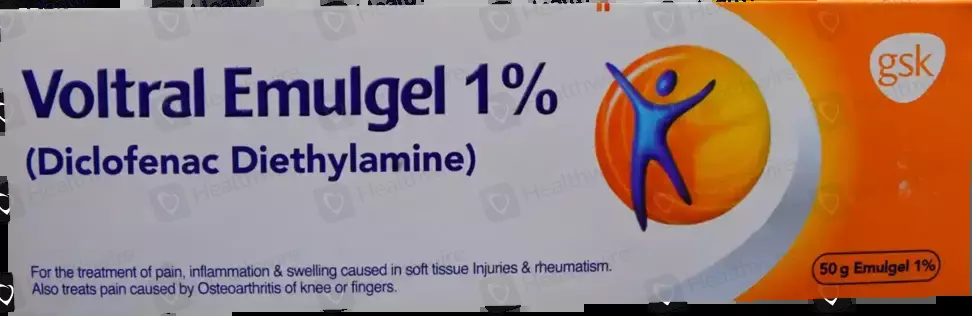 Voltral Emulgel 1%
(Diclofenac Diethylamine)
gsk
For the treatment of pain, inflammation & swelling caused in soft tissue Injuries & rheumatism.
Also treats pain caused by Osteoarthritis of knee or fingers.
50 g Emulgel 1%
Healthwire